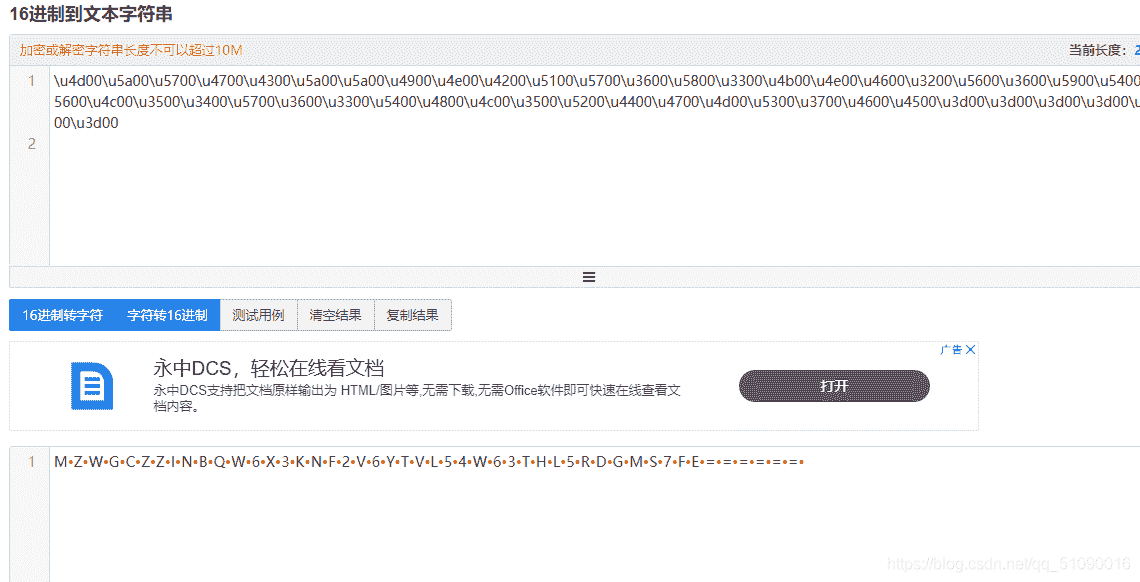 16进制到文本字符串
加密或解密字符串长度不可以超过10M 当前长度: 2
1 \u4d00\u5a00\u5700\u4700\u4300\u5a00\u5a00\u4900\u4e00\u4200\u5100\u5700\u3600\u5800\u3300\u4b00\u4e00\u4600\u3200\u5600\u3600\u5900\u5400
5600\u4c00\u3500\u3400\u5700\u3600\u3300\u5400\u4800\u4c00\u3500\u5200\u4400\u4700\u4d00\u5300\u3700\u4600\u4500\u3d00\u3d00\u3d00\u3d00\u
00\u3d00
2
16进制转字符 字符转16进制 测试用例 清空结果 复制结果
广告
永中DCS，轻松在线看文档
永中DCS支持把文档原样输出为 HTML/图片等,无需下载,无需Office软件即可快速在线查看文
档内容。
打开
1 M•Z•W•G•C•Z•Z•I•N•B•Q•W•6•X•3•K•N•F•2•V•6•Y•T•V•L•5•4•W•6•3•T•H•L•5•R•D•G•M•S•7•F•E•=•=•=•=•=•=•
https://blog.csdn.net/qq_51090016